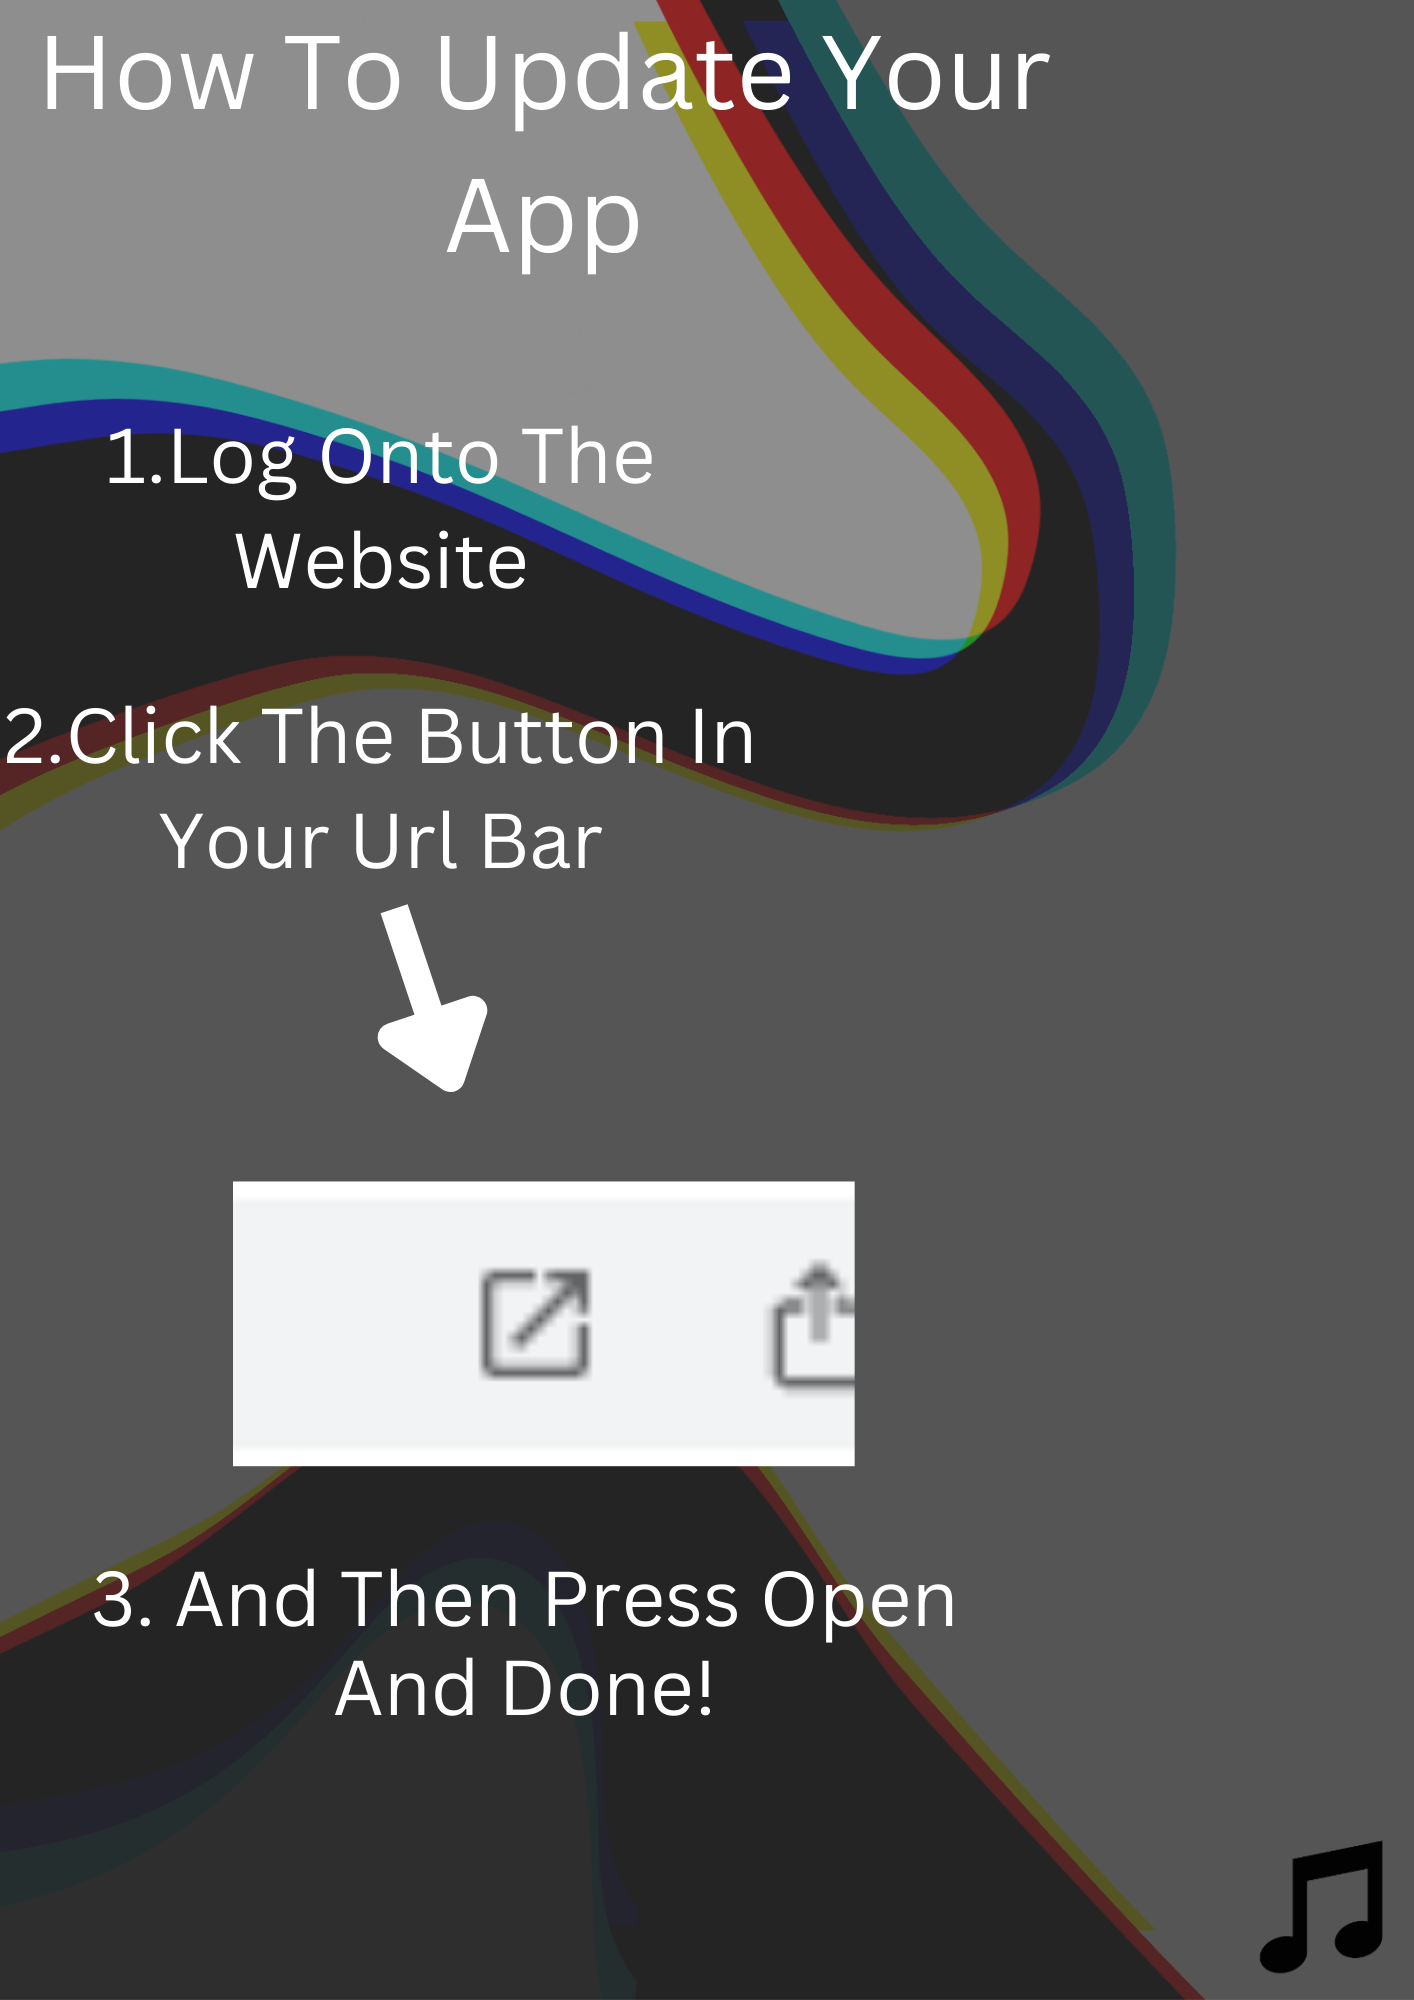 How To Update Your
App
1.Log Onto The
Website
2.Click The Button In
Your Url Bar
3. And Then Press Open
And Done!